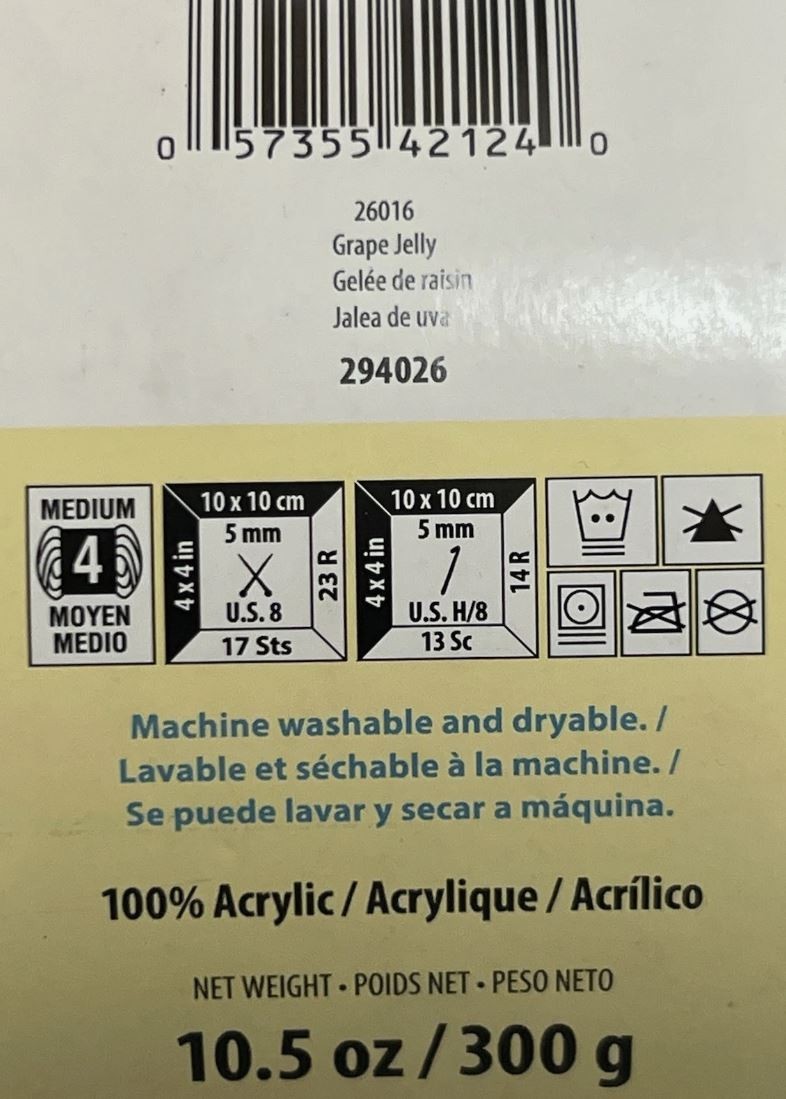 0 57355 42124 0
26016
Grape Jelly
Gelée de raisin
Jalea de uva
294026
MEDIUM
4
MOYEN
MEDIO
10 x 10 cm
4 x 4 in
5 mm
U.S. 8
23 R
17 Sts
10 x 10 cm
4 x 4 in
5 mm
U.S. H/8
14 R
13 Sc
Machine washable and dryable. /
Lavable et séchable à la machine. /
Se puede lavar y secar a máquina.
100% Acrylic / Acrylique / Acrílico
NET WEIGHT • POIDS NET • PESO NETO
10.5 oz / 300 g